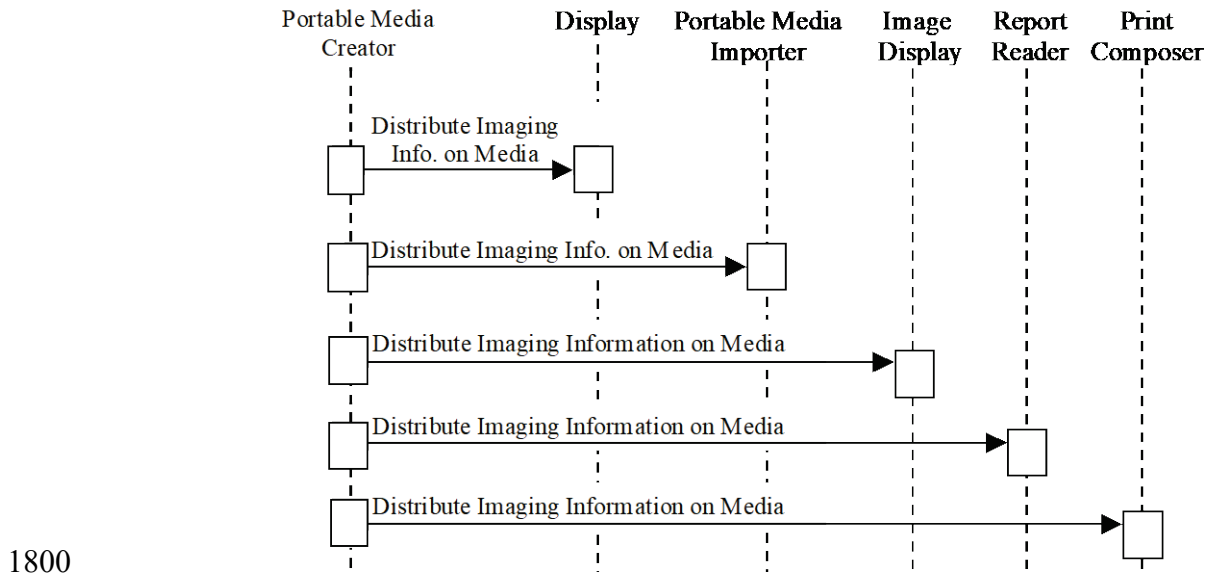 Portable Media
Creator
Display
Portable Media
Importer
Image
Display
Report
Reader
Print
Composer
Distribute Imaging
Info. on Media
Distribute Imaging Info. on Media
Distribute Imaging Information on Media
Distribute Imaging Information on Media
Distribute Imaging Information on Media
1800